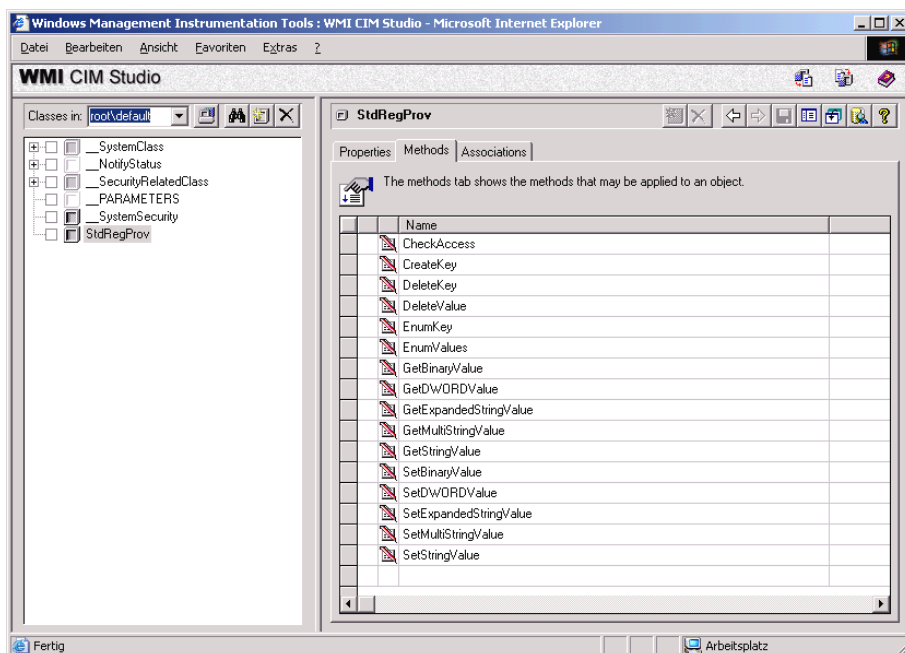 Windows Management Instrumentation Tools : WMI CIM Studio - Microsoft Internet Explorer
Datei Bearbeiten Ansicht Favoriten Extras ?
WMI CIM Studio
Classes in: root\default
__SystemClass
__NotifyStatus
__SecurityRelatedClass
__PARAMETERS
__SystemSecurity
StdRegProv
StdRegProv
Properties Methods Associations
The methods tab shows the methods that may be applied to an object.
Name
CheckAccess
CreateKey
DeleteKey
DeleteValue
EnumKey
EnumValues
GetBinaryValue
GetDWORDValue
GetExpandedStringValue
GetMultiStringValue
GetStringValue
SetBinaryValue
SetDWORDValue
SetExpandedStringValue
SetMultiStringValue
SetStringValue
Fertig Arbeitsplatz